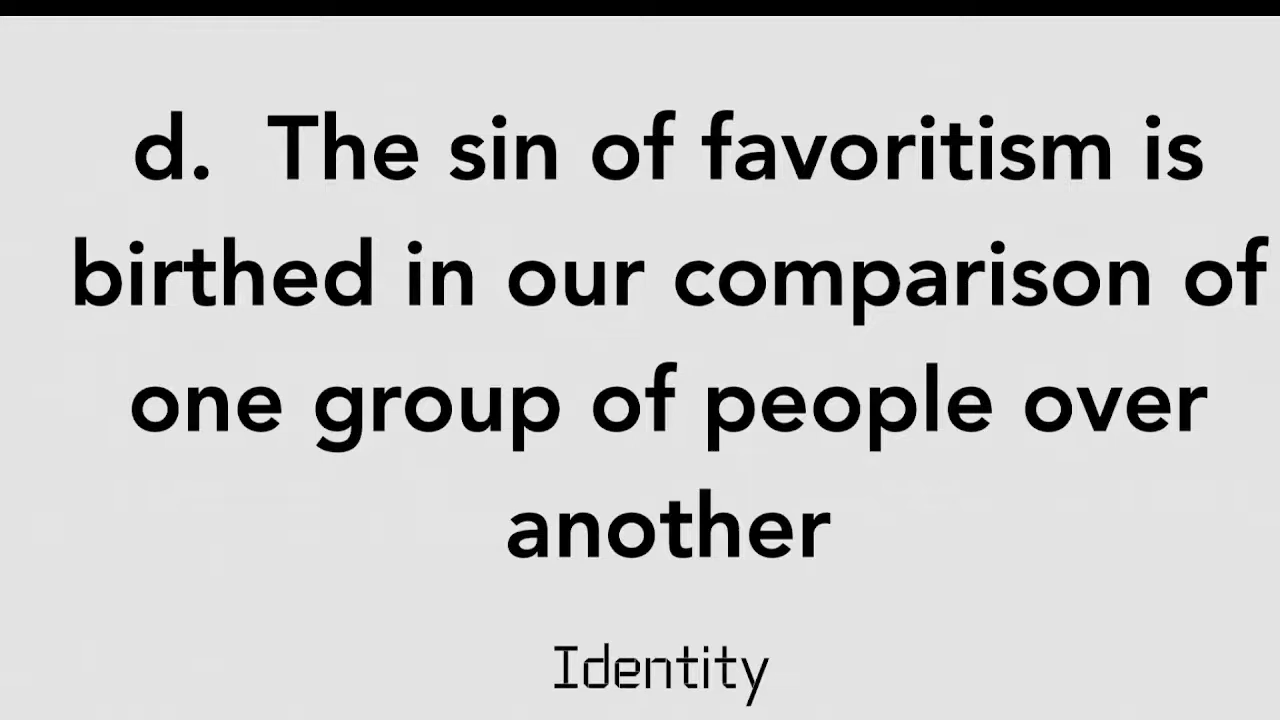 d. The sin of favoritism is
birthed in our comparison of
one group of people over
another
Identity